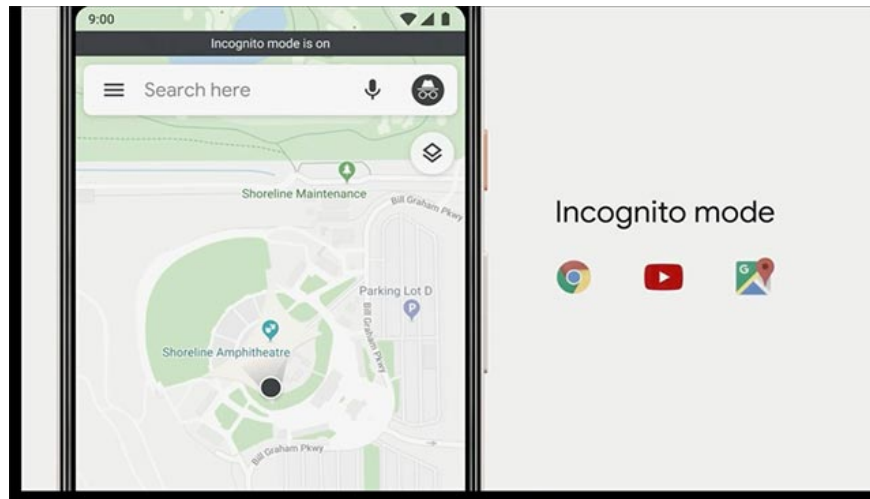 9:00
Incognito mode is on
Search here
Shoreline Maintenance
Bill Graham Pkwy
Parking Lot D
P
Bill Graham Pkwy
Shoreline Amphitheatre
Bill Graham Pkwy
Incognito mode
G